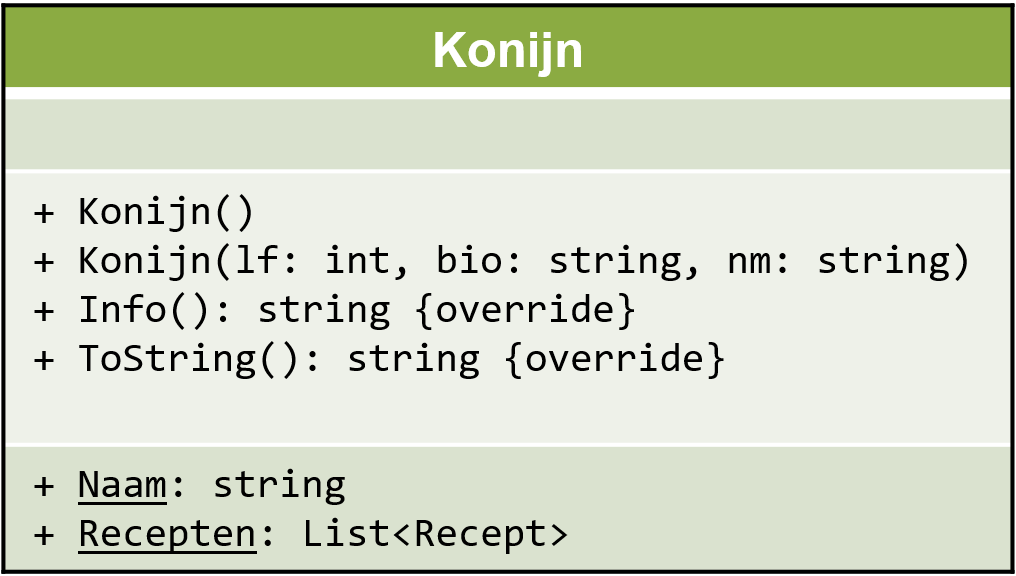 Konijn
+ Konijn()
+ Konijn(lf: int, bio: string, nm: string)
+ Info(): string {override}
+ ToString(): string {override}
+ Naam: string
+ Recepten: List<Recept>